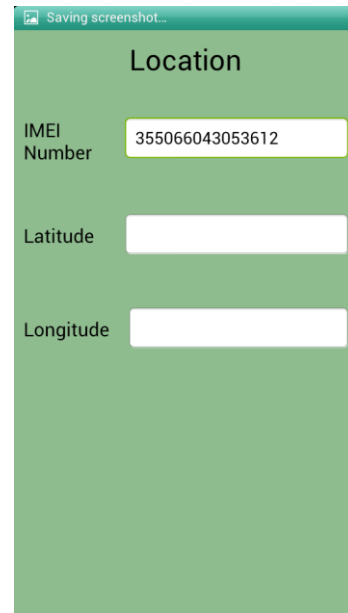 Saving screenshot...
Location
IMEI
Number
355066043053612
Latitude
Longitude